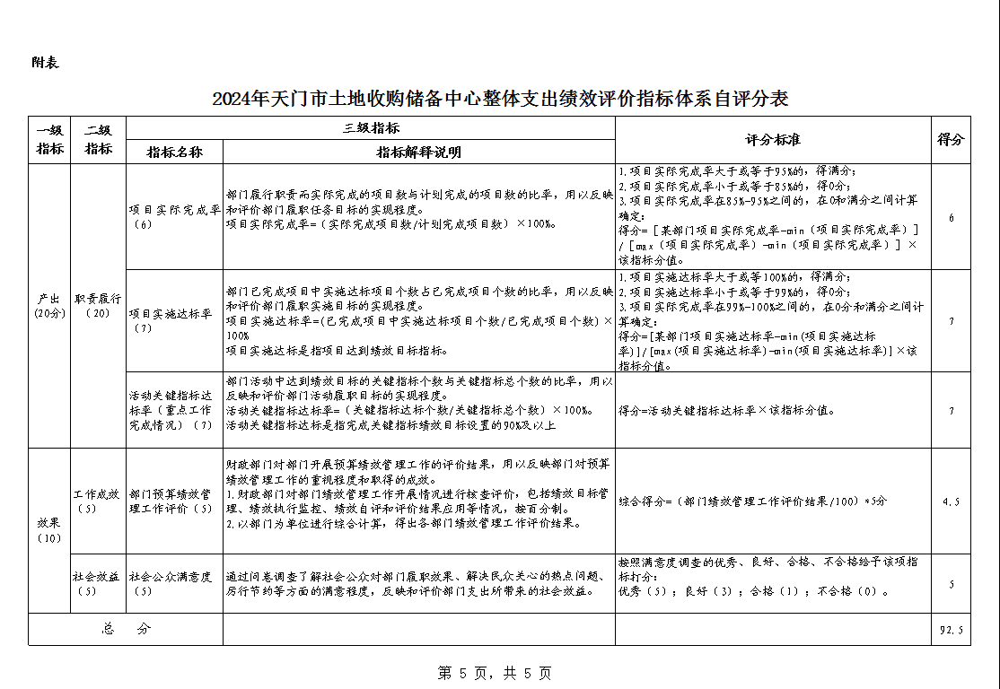 附表
2024年天门市土地收购储备中心整体支出绩效评价指标体系自评分表
一级
指标
二级
指标
三级指标
指标名称
指标解释说明
评分标准
得分
产出
(20分)
职责履行
（20）
项目实际完成率
（6）
部门履行职责而实际完成的项目数与计划完成的项目数的比率，用以反映
和评价部门履职任务目标的实现程度。
项目实际完成率=（实际完成项目数/计划完成项目数）×100%。
1.项目实际完成率大于或等于95%的，得满分；
2.项目实际完成率小于或等于85%的，得0分；
3.项目实际完成率在85%-95%之间的，在0和满分之间计算
确定：
得分=［某部门项目实际完成率-min（项目实际完成率）］
/［max（项目实际完成率）-min（项目实际完成率）］×
该指标分值。
6
项目实施达标率
（7）
部门已完成项目中实施达标项目个数占已完成项目个数的比率，用以反映
和评价部门履职实施目标的实现程度。
项目实施达标率=(已完成项目中实施达标项目个数/已完成项目个数)×
100%
项目实施达标是指项目达到绩效目标指标。
1.项目实施达标率大于或等于100%的，得满分；
2.项目实施达标率小于或等于99%的，得0分；
3.项目实际完成率在99%-100%之间的，在0分和满分之间计
算确定：
得分=[某部门项目实施达标率-min(项目实施达标
率)]/[max(项目实施达标率)-min(项目实施达标率)]×该
指标分值。
7
活动关键指标达
标率（重点工作
完成情况）（7）
部门活动中达到绩效目标的关键指标个数与关键指标总个数的比率，用以
反映和评价部门活动履职目标的实现程度。
活动关键指标达标率=（关键指标达标个数/关键指标总个数）×100%。
活动关键指标达标是指完成关键指标绩效目标设置的90%及以上
得分=活动关键指标达标率×该指标分值。
7
效果
（10）
工作成效
（5）
部门预算绩效管
理工作评价（5）
财政部门对部门开展预算绩效管理工作的评价结果，用以反映部门对预算
绩效管理工作的重视程度和取得的成效。
1.财政部门对部门绩效管理工作开展情况进行核查评价，包括绩效目标管
理、绩效执行监控、绩效自评和评价结果应用等情况，按百分制。
2.以部门为单位进行综合计算，得出各部门绩效管理工作评价结果。
综合得分=（部门绩效管理工作评价结果/100）*5分
4.5
社会效益
（5）
社会公众满意度
（5）
通过问卷调查了解社会公众对部门履职效果、解决民众关心的热点问题、
厉行节约等方面的满意程度，反映和评价部门支出所带来的社会效益。
按照满意度调查的优秀、良好、合格、不合格给予该项指
标打分：
优秀（5）；良好（3）；合格（1）；不合格（0）。
5
总 分
92.5
第 5 页，共 5 页